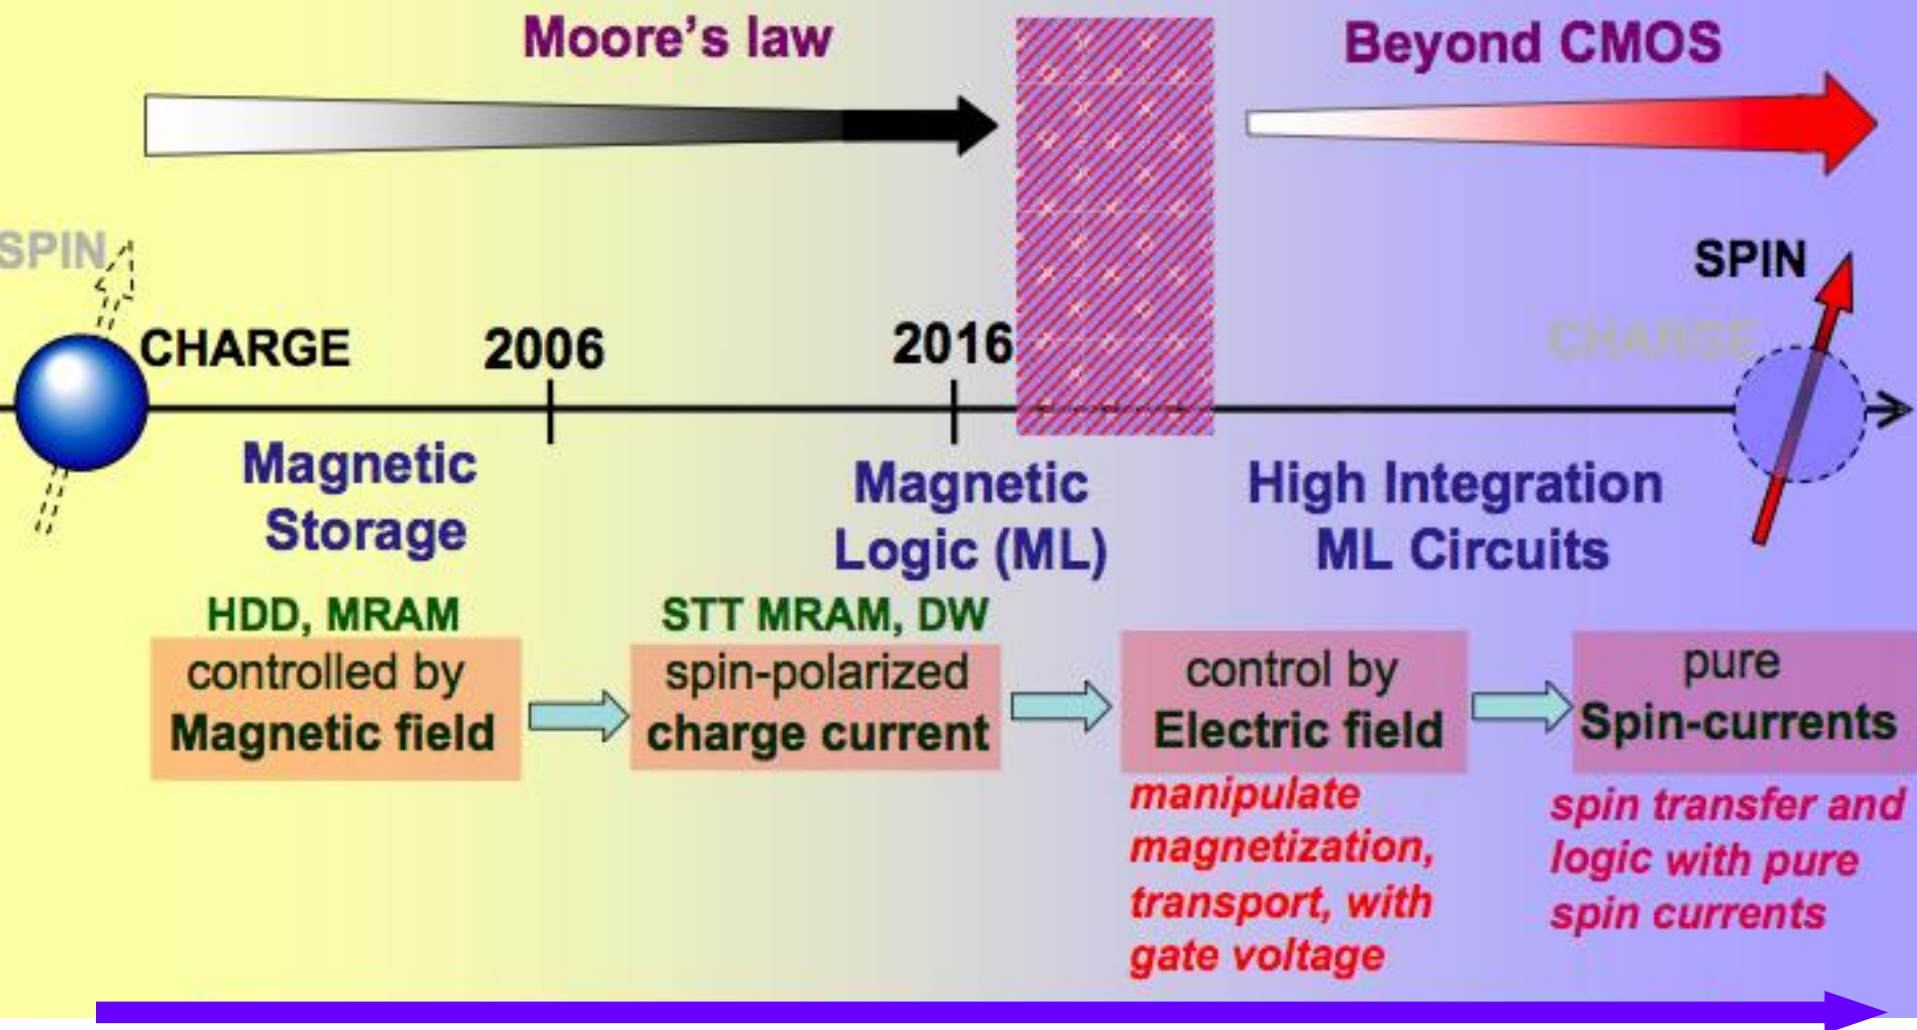 Moore's law
Beyond CMOS
SPIN
SPIN
CHARGE
2006
2016
CHARGE
Magnetic
Storage
Magnetic
Logic (ML)
High Integration
ML Circuits
HDD, MRAM
controlled by
Magnetic field
STT MRAM, DW
spin-polarized
charge current
control by
Electric field
manipulate
magnetization,
transport, with
gate voltage
pure
Spin-currents
spin transfer and
logic with pure
spin currents